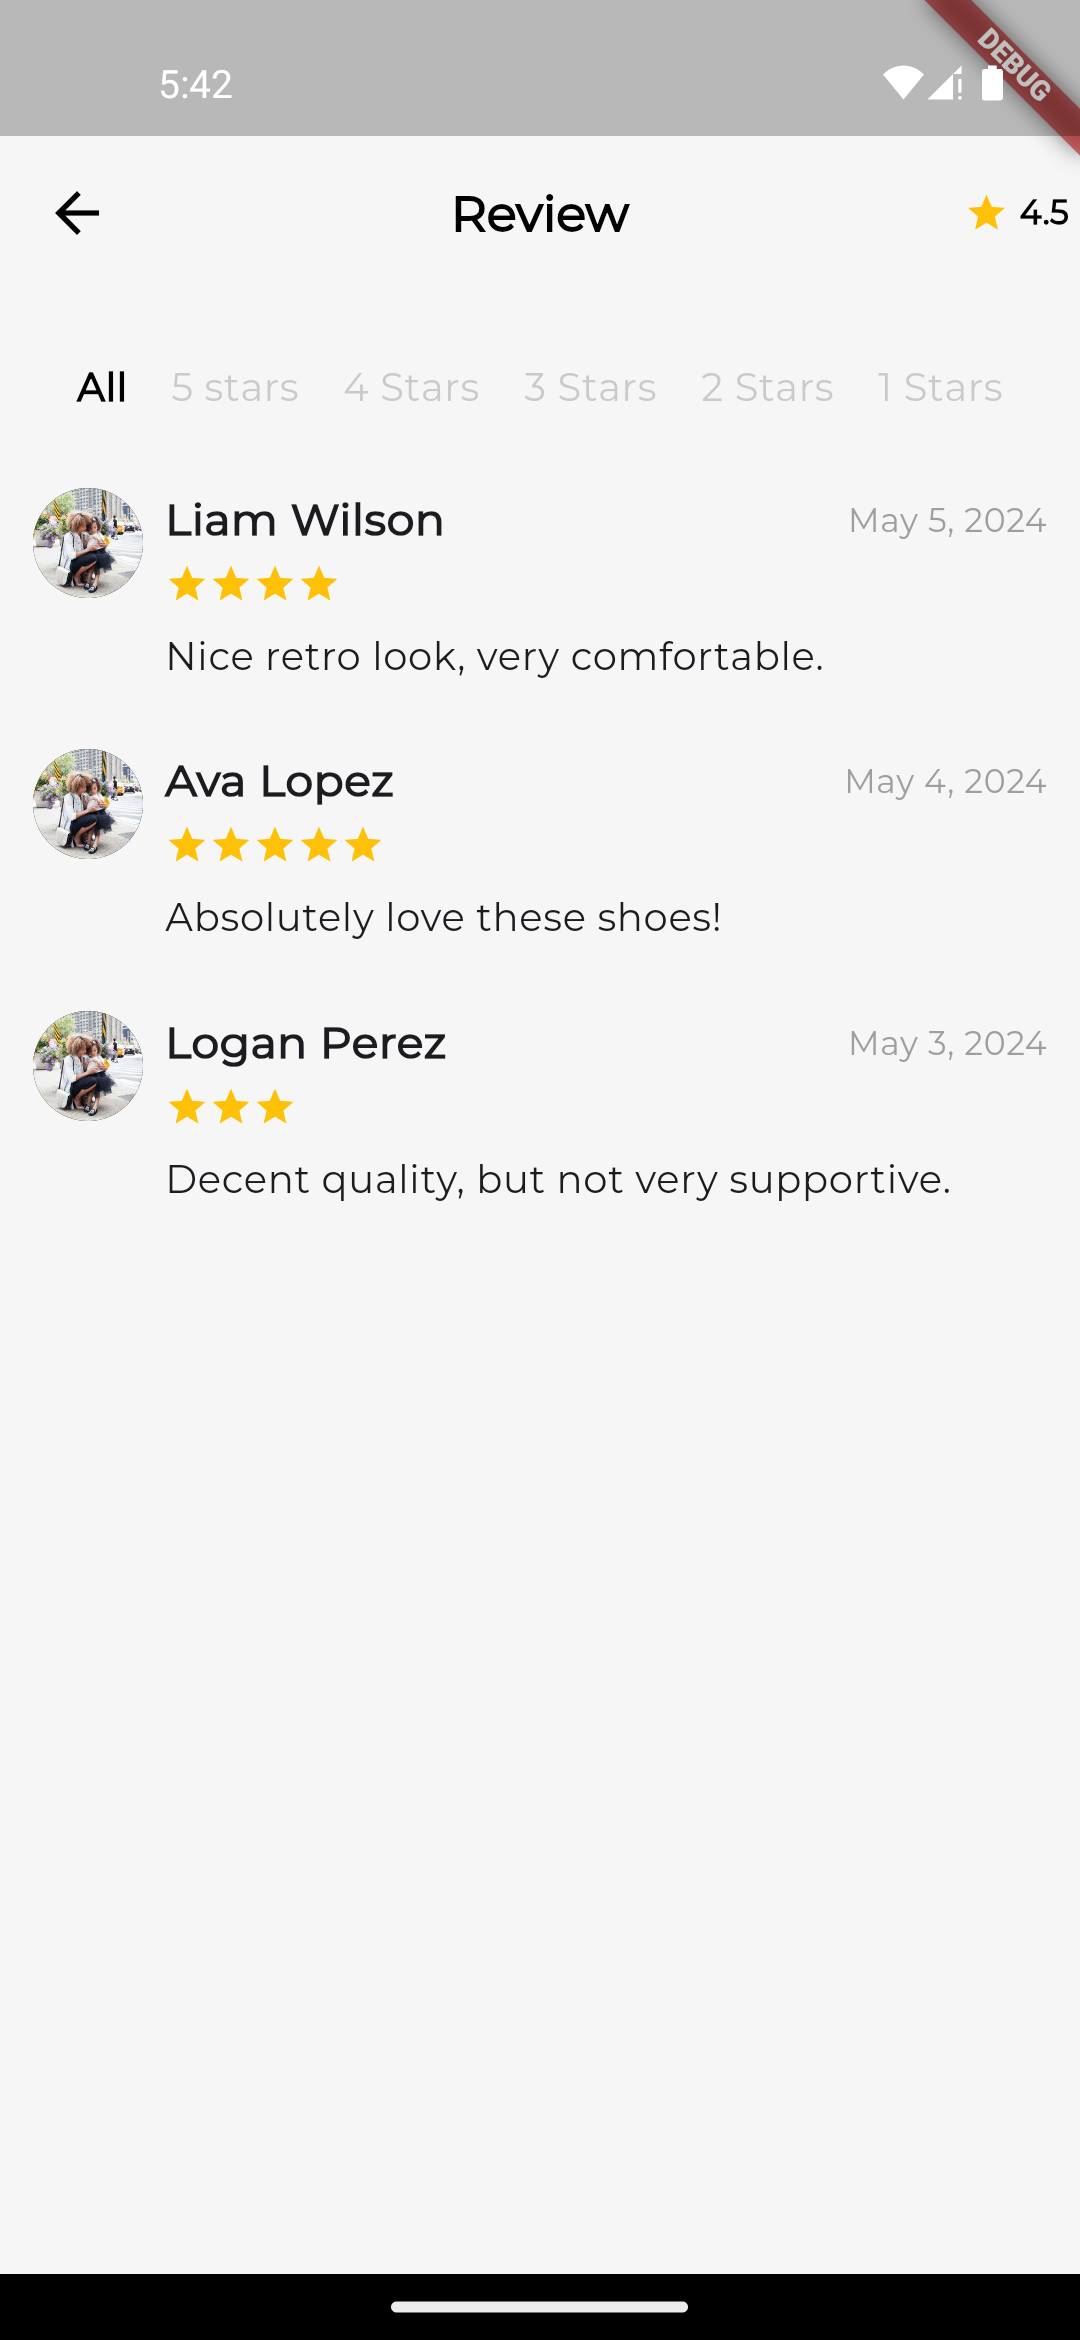 5:42
DEBUG
Review
4.5
All 5 stars 4 Stars 3 Stars 2 Stars 1 Stars
Liam Wilson May 5, 2024
Nice retro look, very comfortable.
Ava Lopez May 4, 2024
Absolutely love these shoes!
Logan Perez May 3, 2024
Decent quality, but not very supportive.